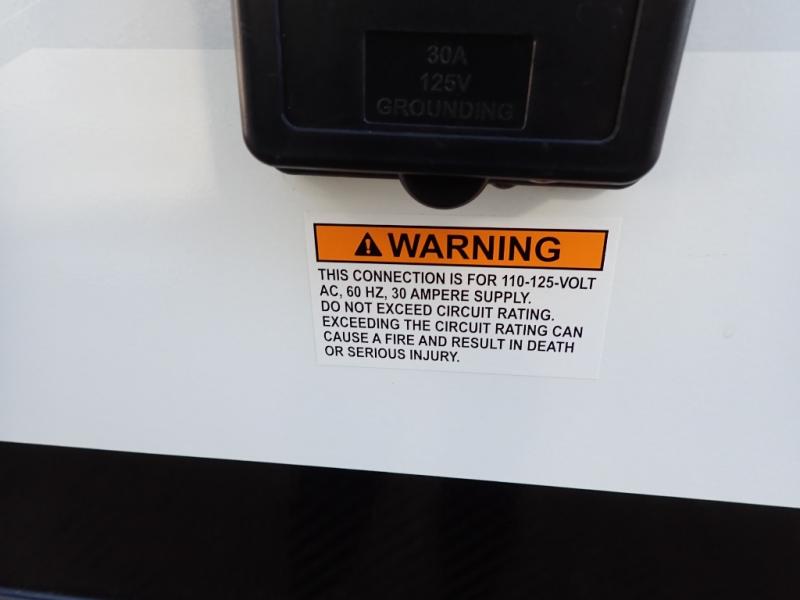 30A
125V
GROUNDING
WARNING
THIS CONNECTION IS FOR 110-125-VOLT
AC, 60 HZ, 30 AMPERE SUPPLY.
DO NOT EXCEED CIRCUIT RATING.
EXCEEDING THE CIRCUIT RATING CAN
CAUSE A FIRE AND RESULT IN DEATH
OR SERIOUS INJURY.